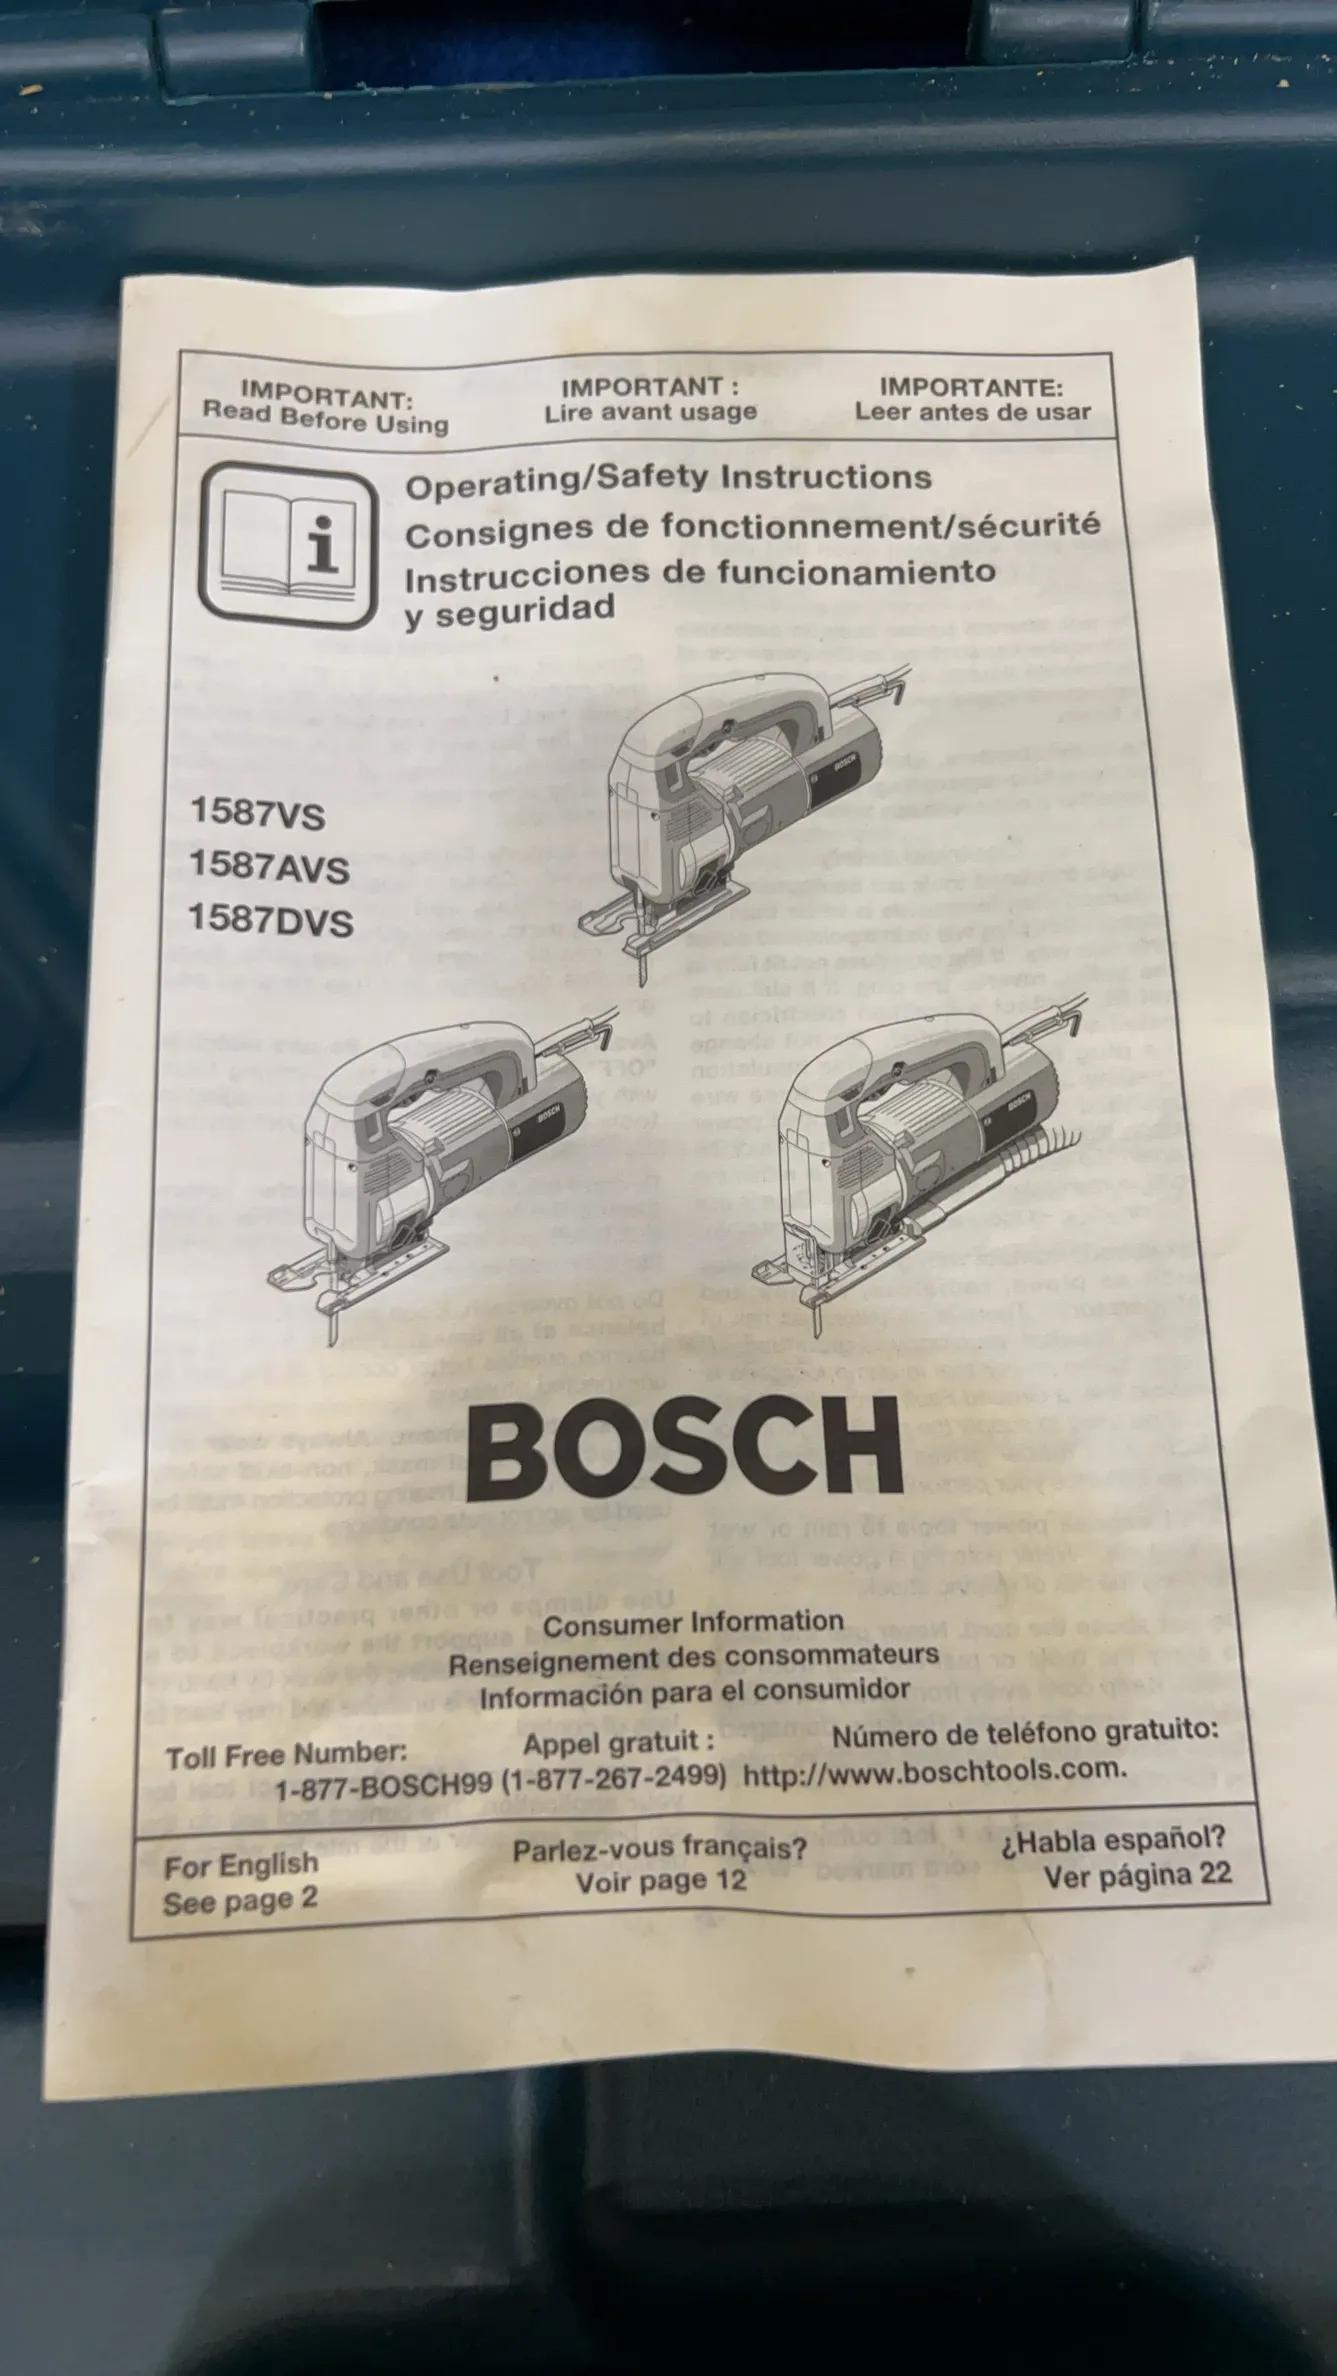 IMPORTANT:
Read Before Using
IMPORTANT :
Lire avant usage
IMPORTANTE:
Leer antes de usar
i
Operating/Safety Instructions
Consignes de fonctionnement/sécurité
Instrucciones de funcionamiento
y seguridad
1587VS
1587AVS
1587DVS
BOSCH
BOSCH
BOSCH
BOSCH
Consumer Information
Renseignement des consommateurs
Información para el consumidor
Toll Free Number: Appel gratuit : Número de teléfono gratuito:
1-877-BOSCH99 (1-877-267-2499) http://www.boschtools.com.
For English
See page 2
Parlez-vous français?
Voir page 12
¿Habla español?
Ver página 22